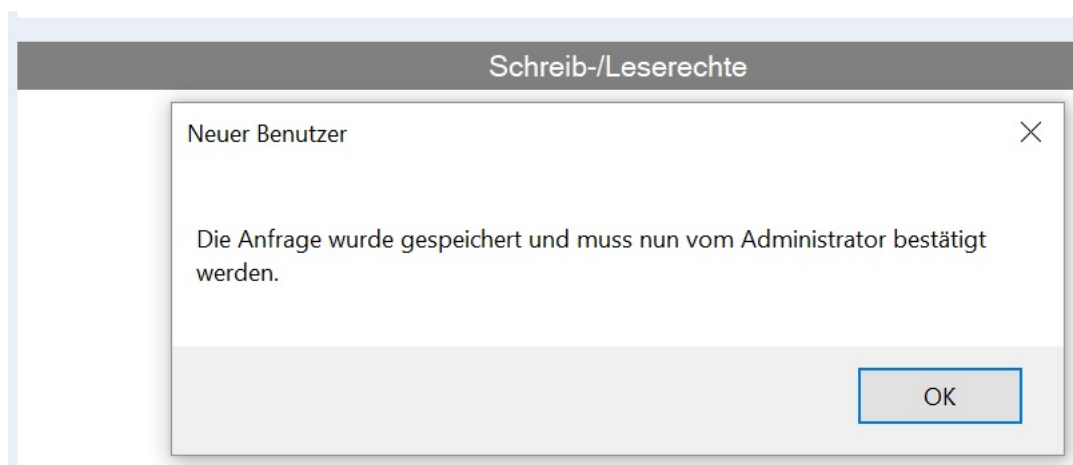 Schreib-/Leserechte
Neuer Benutzer
Die Anfrage wurde gespeichert und muss nun vom Administrator bestätigt
werden.
OK